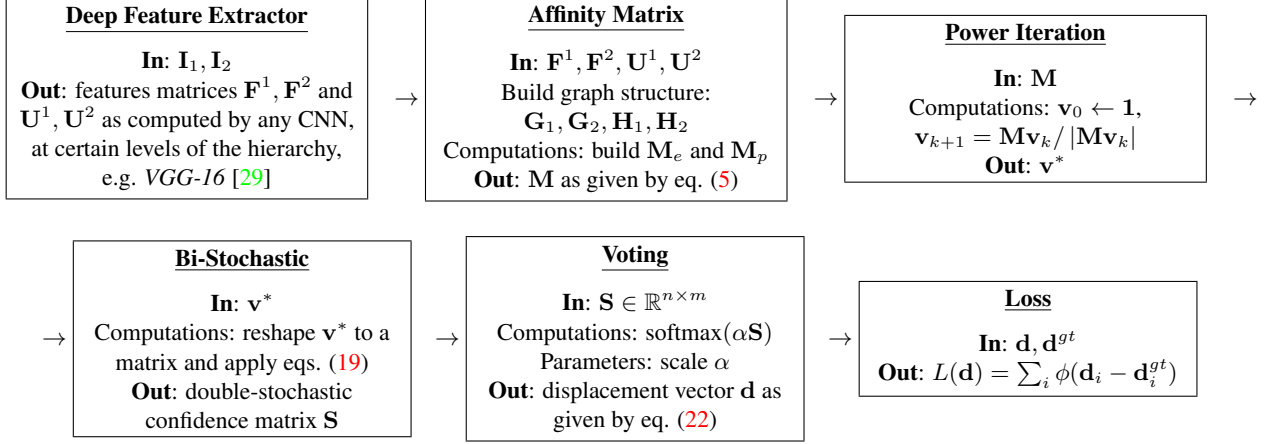 Deep Feature Extractor
In: I₁, I₂
Out: features matrices F¹, F² and
U¹, U² as computed by any CNN,
at certain levels of the hierarchy,
e.g. VGG-16 [29]
→
Affinity Matrix
In: F¹, F², U¹, U²
Build graph structure:
G₁, G₂, H₁, H₂
Computations: build Mₑ and Mₚ
Out: M as given by eq. (5)
→
Power Iteration
In: M
Computations: v₀ ← 1,
vₖ₊₁ = Mvₖ/ |Mvₖ|
Out: v*
→
→
Bi-Stochastic
In: v*
Computations: reshape v* to a
matrix and apply eqs. (19)
Out: double-stochastic
confidence matrix S
→
Voting
In: S ∈ ℝⁿˣᵐ
Computations: softmax(αS)
Parameters: scale α
Out: displacement vector d as
given by eq. (22)
→
Loss
In: d, d^{gt}
Out: L(d) = ∑ᵢ ϕ(dᵢ − dᵢ^{gt})